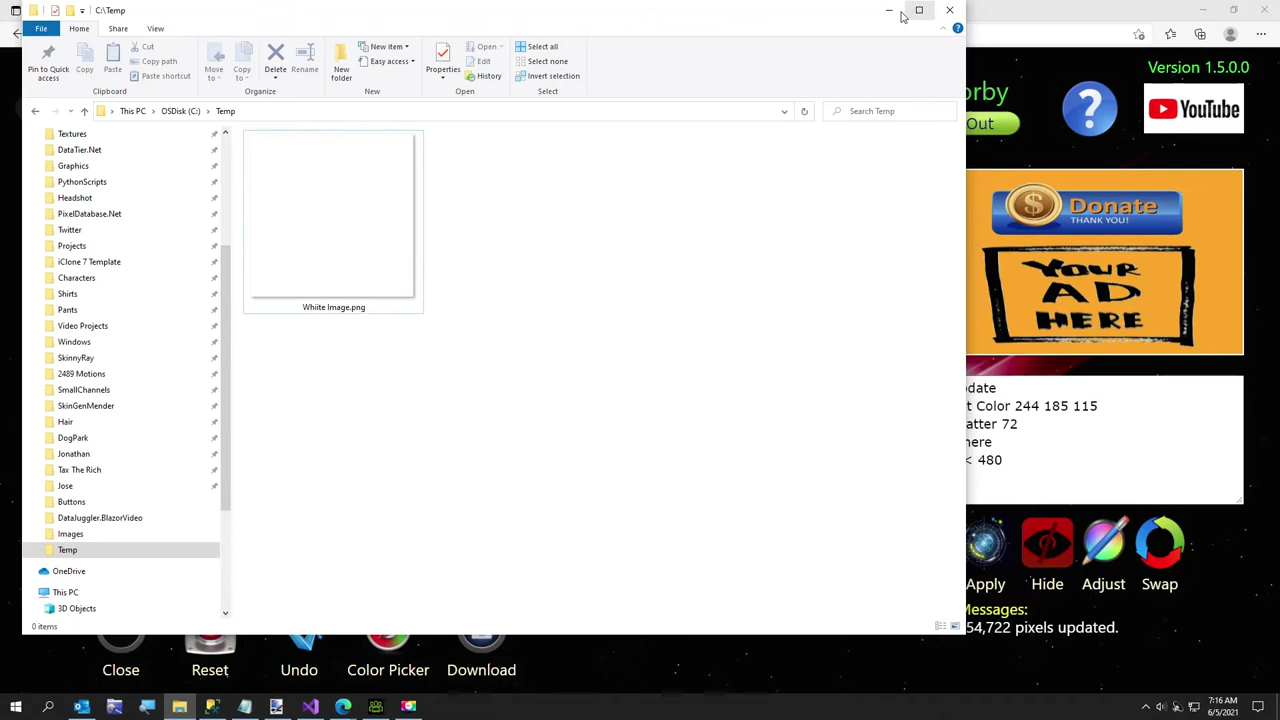 C:\Temp
File Home Share View
Pin to Quick access
Copy
Paste
Cut
Copy path
Paste shortcut
Clipboard
Move to
Copy to
Delete
Rename
Organize
New folder
New item
Easy access
New
Properties
Open
Edit
History
Open
Select all
Select none
Invert selection
Select
This PC
OSDisk (C:)
Temp
Search Temp
Textures
DataTier.Net
Graphics
PythonScripts
Headshot
PixelDatabase.Net
Twitter
Projects
iClone 7 Template
Characters
Shirts
Pants
Video Projects
Windows
SkinnyRay
2489 Motions
SmallChannels
SkinGenMender
Hair
DogPark
Jonathan
Tax The Rich
Jose
Buttons
DataJuggler.BlazorVideo
Images
Temp
OneDrive
This PC
3D Objects
0 items
Whiite Image.png
Version 1.5.0.0
orby
Out
?
YouTube
$ Donate
THANK YOU!
YOUR
AD
HERE
date
t Color 244 185 115
atter 72
here
< 480
Apply Hide Adjust Swap
Messages:
54,722 pixels updated.
Close Reset Undo Color Picker Download
7:16 AM
6/5/2021